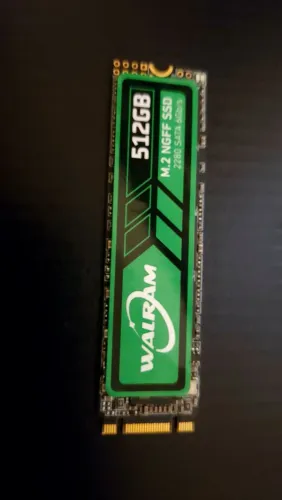 512GB
M.2 NGFF SSD
2280 SATA 6Gb/s
WALRAM